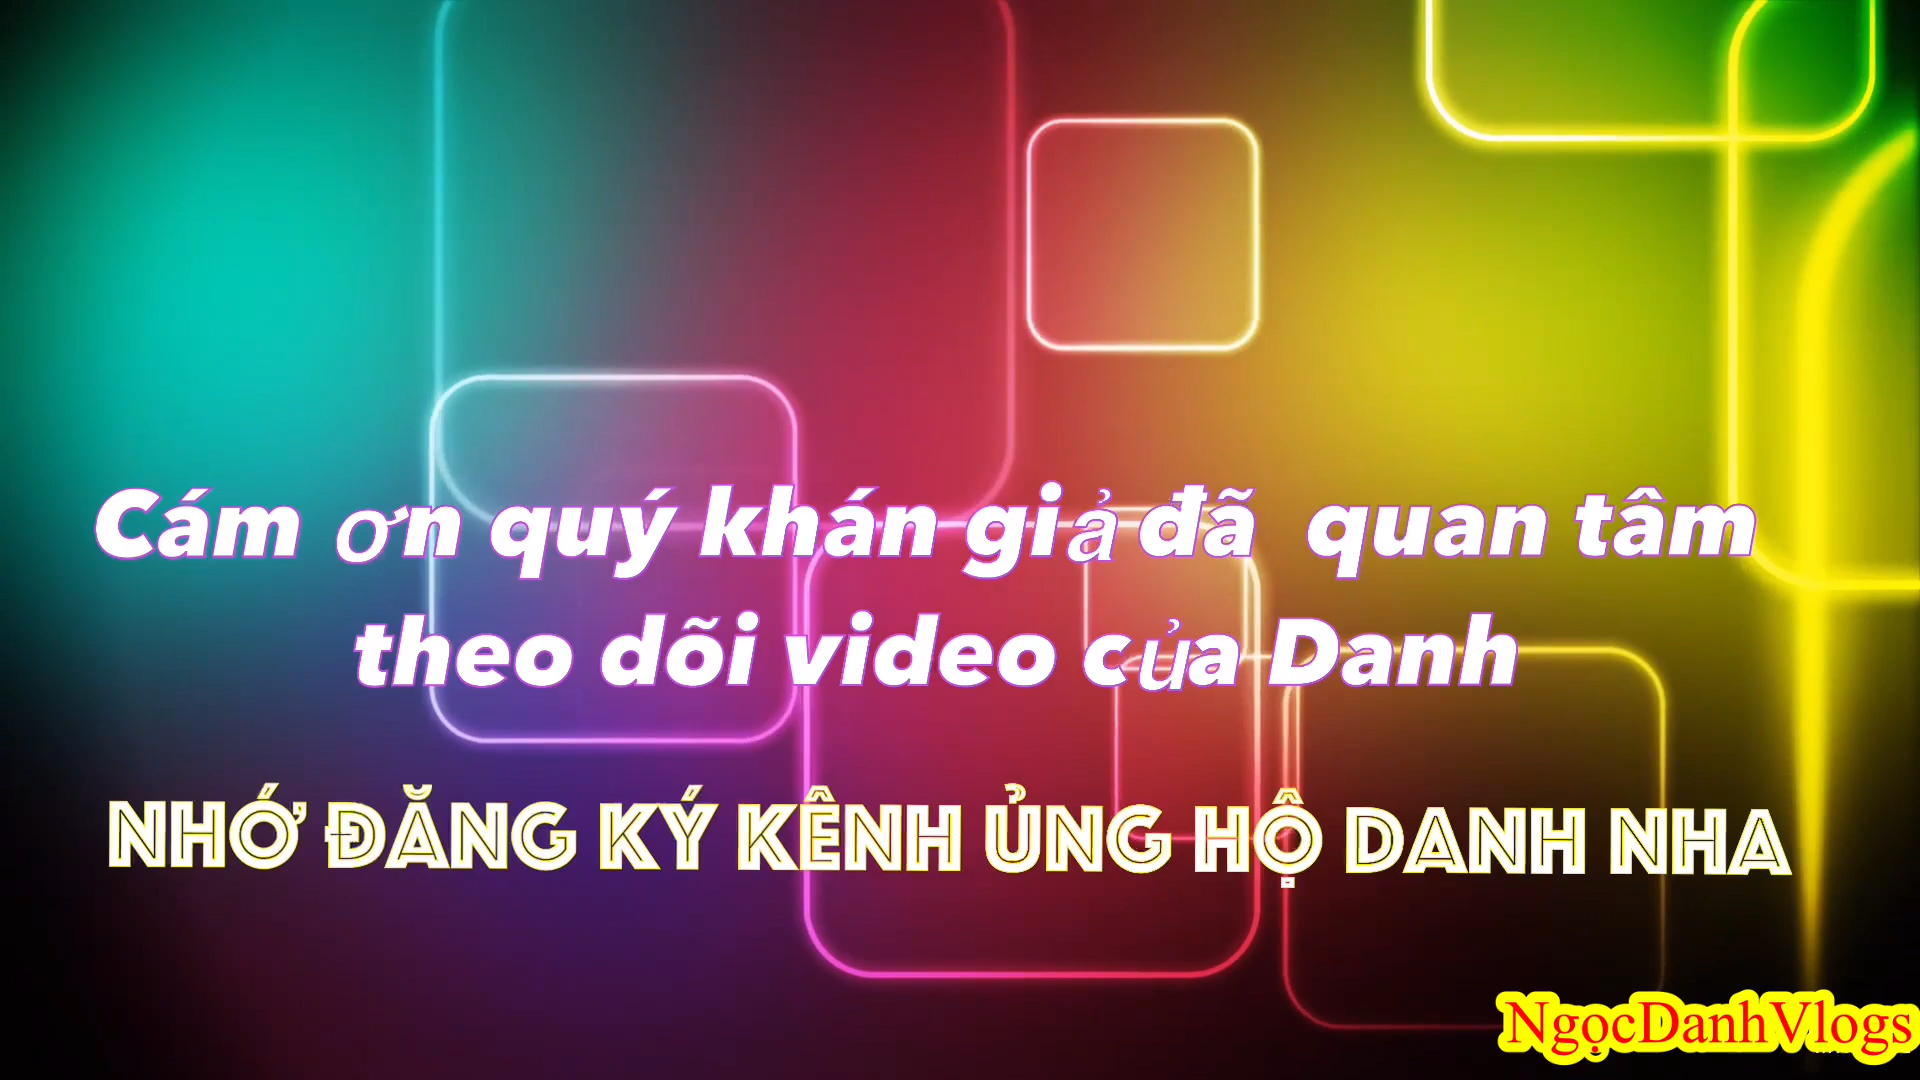 Cám ơn quý khán giả đã quan tâm
theo dõi video của Danh
NHỚ ĐĂNG KÝ KÊNH ỦNG HỘ DANH NHA
NgọcDanhVlogs